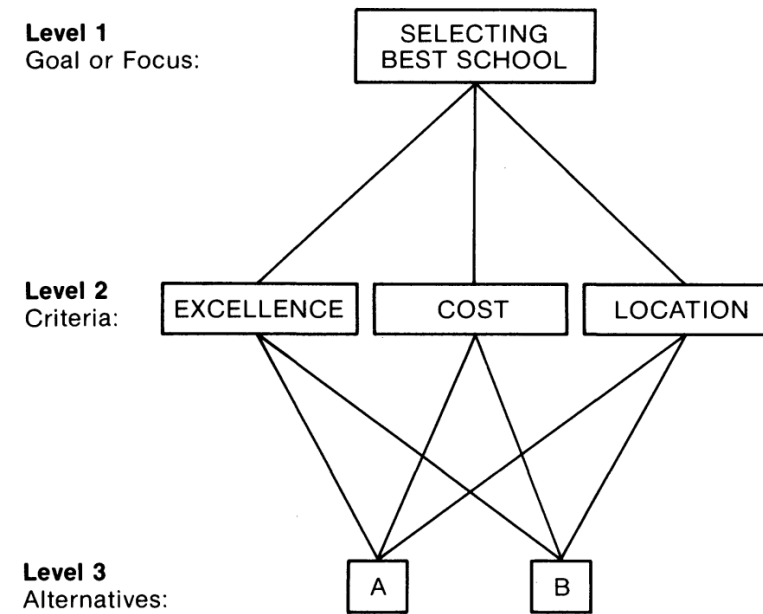 Level 1
Goal or Focus:
SELECTING
BEST SCHOOL
Level 2
Criteria:
EXCELLENCE
COST
LOCATION
Level 3
Alternatives:
A
B